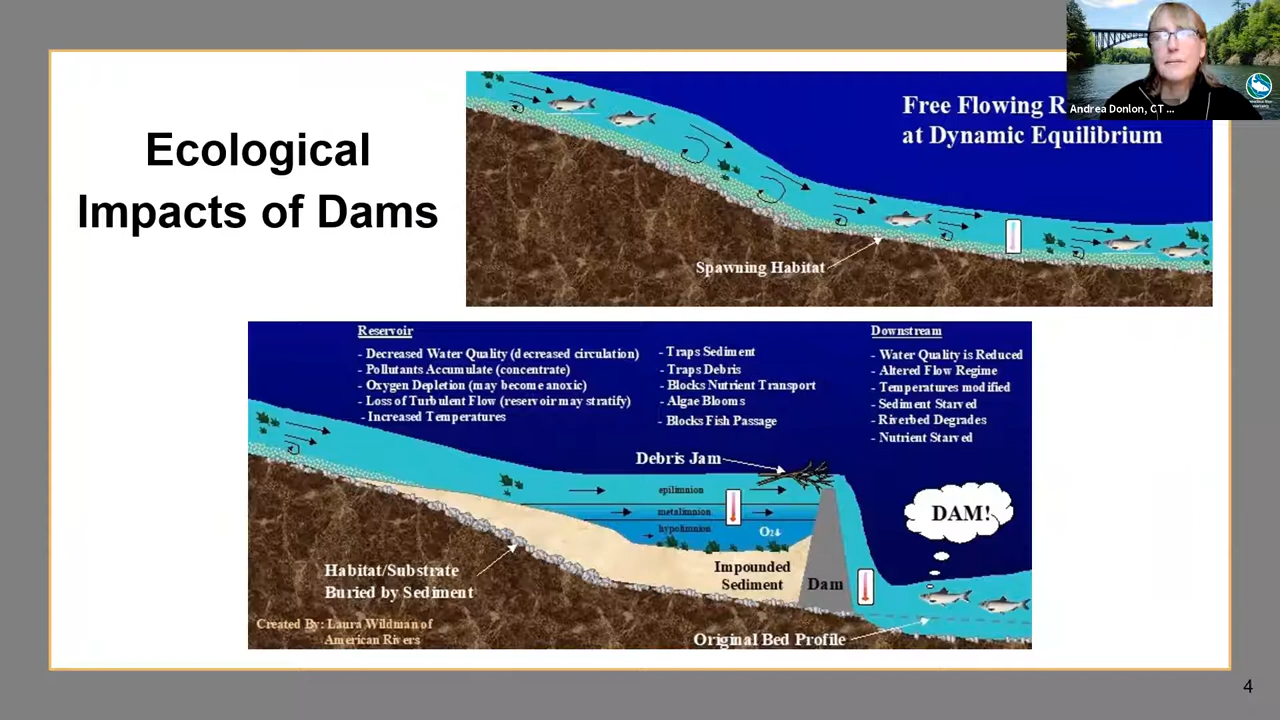 Ecological
Impacts of Dams
Free Flowing R
at Dynamic Equilibrium
Andrea Donlon, CT ...
Spawning Habitat
Reservoir
- Decreased Water Quality (decreased circulation)
- Pollutants Accumulate (concentrate)
- Oxygen Depletion (may become anoxic)
- Loss of Turbulent Flow (reservoir may stratify)
- Increased Temperatures
- Traps Sediment
- Traps Debris
- Blocks Nutrient Transport
- Algae Blooms
- Blocks Fish Passage
Downstream
- Water Quality is Reduced
- Altered Flow Regime
- Temperatures modified
- Sediment Starved
- Riverbed Degrades
- Nutrient Starved
Debris Jam
epilimnion
metalimnion
hypolimnion
O2↓
DAM!
Habitat/Substrate
Buried by Sediment
Impounded
Sediment
Dam
Created By: Laura Wildman of
American Rivers
Original Bed Profile
4